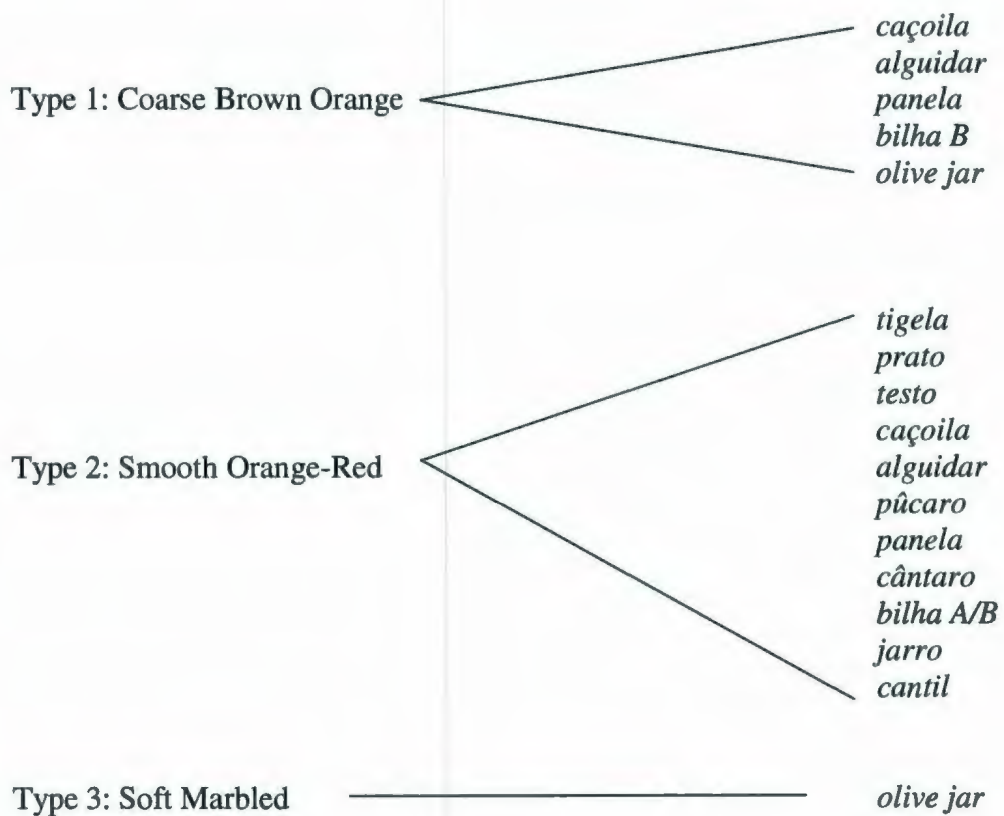 Type 1: Coarse Brown Orange
caçoila
alguidar
panela
bilha B
olive jar
Type 2: Smooth Orange-Red
tigela
prato
testo
caçoila
alguidar
pûcaro
panela
cântaro
bilha A/B
jarro
cantil
Type 3: Soft Marbled
olive jar